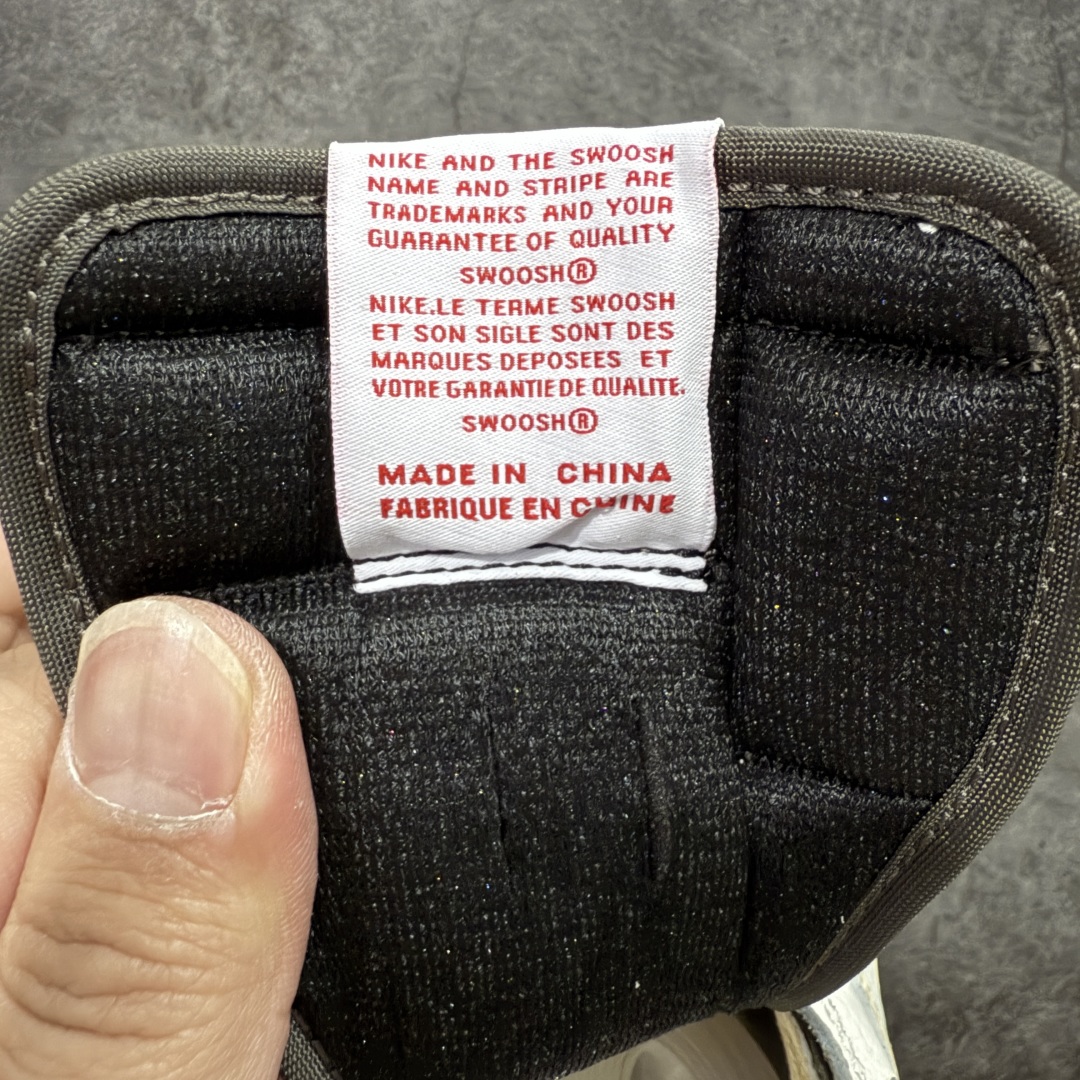 NIKE AND THE SWOOSH
NAME AND STRIPE ARE
TRADEMARKS AND YOUR
GUARANTEE OF QUALITY
SWOOSH®
NIKE.LE TERME SWOOSH
ET SON SIGLE SONT DES
MARQUES DEPOSEES ET
VOTRE GARANTIE DE QUALITE.
SWOOSH®
MADE IN CHINA
FABRIQUE EN CHINE